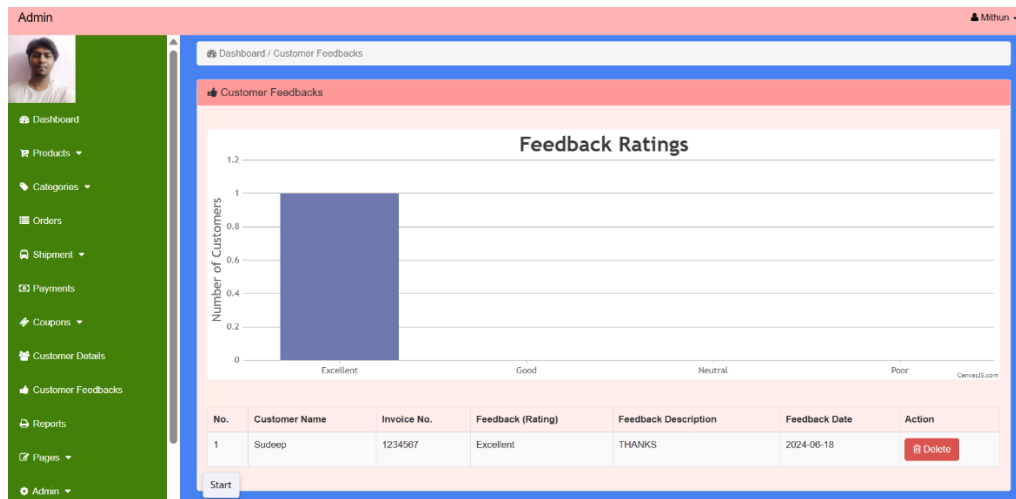 Admin
Mithun
Dashboard / Customer Feedbacks
Customer Feedbacks
Dashboard
Products
Categories
Orders
Shipment
Payments
Coupons
Customer Details
Customer Feedbacks
Reports
Pages
Admin
Feedback Ratings
Number of Customers
1.2
1
0.8
0.6
0.4
0.2
0
Excellent Good Neutral Poor
CanvasJS.com
No. Customer Name Invoice No. Feedback (Rating) Feedback Description Feedback Date Action
1 Sudeep 1234567 Excellent THANKS 2024-06-18 Delete
Start